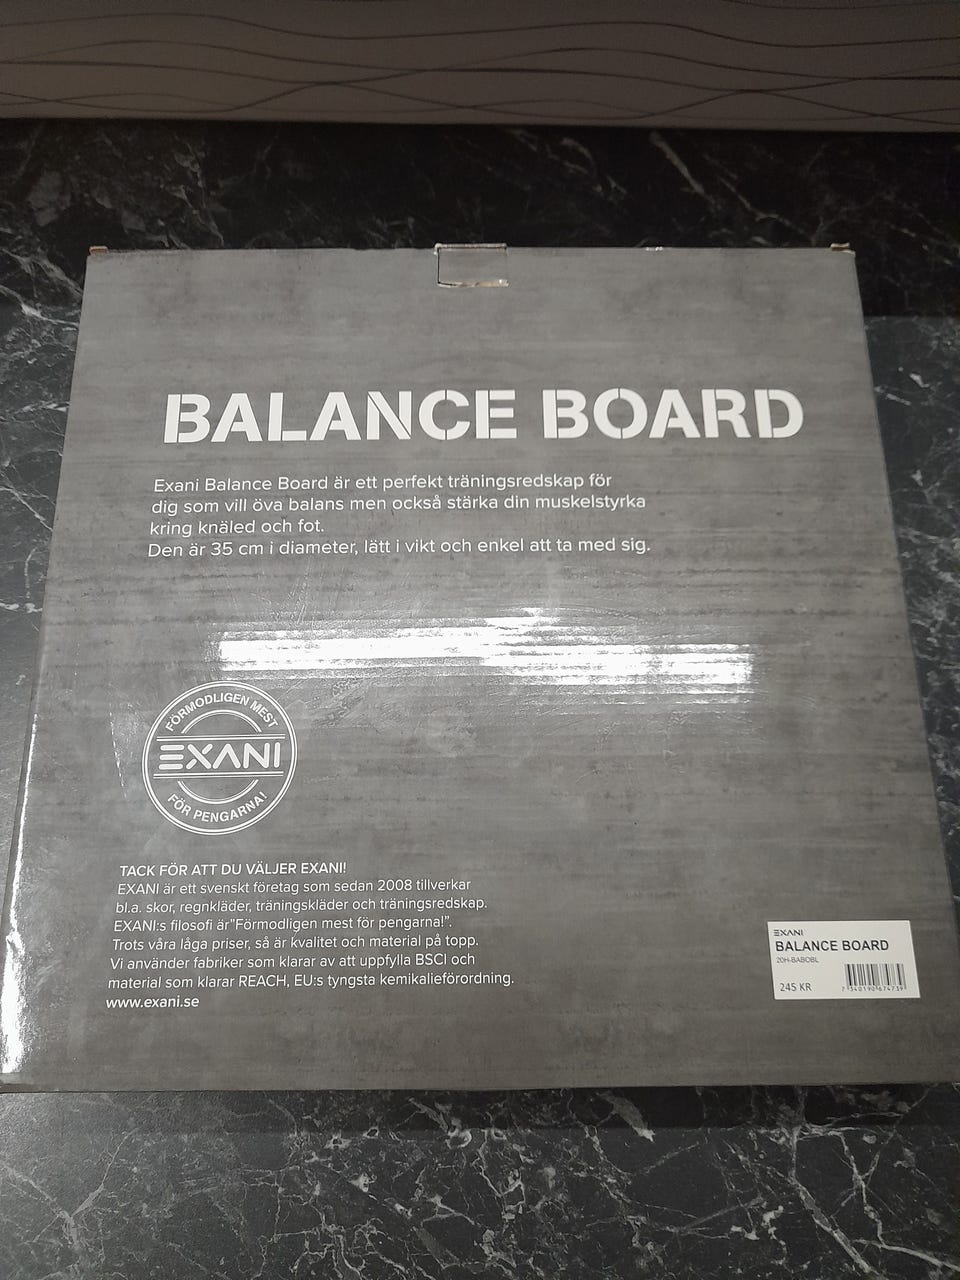 BALANCE BOARD
Exani Balance Board är ett perfekt träningsredskap för
dig som vill öva balans men också stärka din muskelstyrka
kring knäled och fot.
Den är 35 cm i diameter, lätt i vikt och enkel att ta med sig.
FÖRMODLIGEN MEST
EXANI
FÖR PENGARNA!
TACK FÖR ATT DU VÄLJER EXANI!
EXANI är ett svenskt företag som sedan 2008 tillverkar
bl.a. skor, regnkläder, träningskläder och träningsredskap.
EXANI:s filosofi är"Förmodligen mest för pengarna!".
Trots våra låga priser, så är kvalitet och material på topp.
Vi använder fabriker som klarar av att uppfylla BSCI och
material som klarar REACH, EU:s tyngsta kemikalieförordning.
www.exani.se
EXANI
BALANCE BOARD
20H-BABOBL
245 KR
7 340190 674739